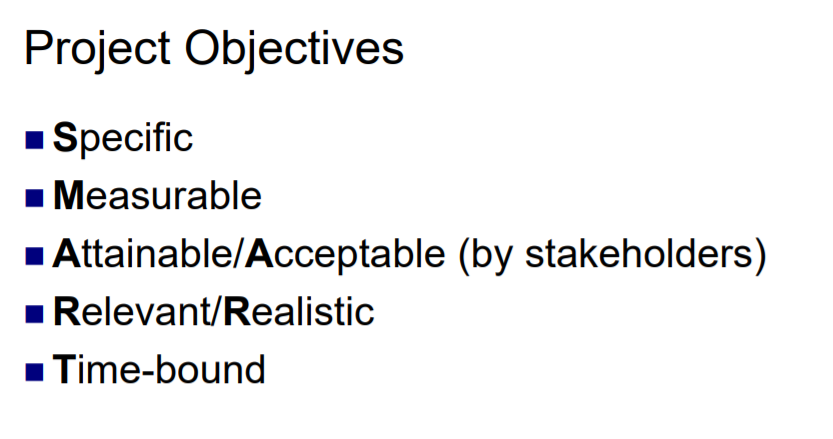 Project Objectives
Specific
Measurable
Attainable/Acceptable (by stakeholders)
Relevant/Realistic
Time-bound